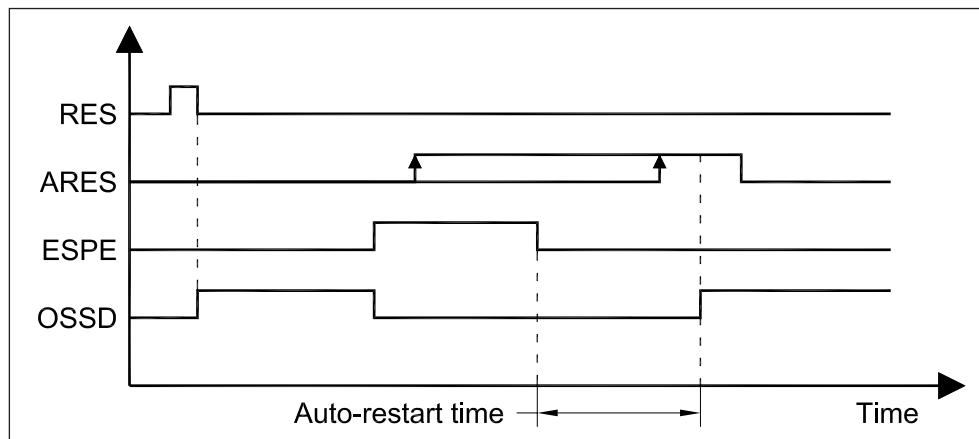 RES
ARES
ESPE
OSSD
Auto-restart time
Time